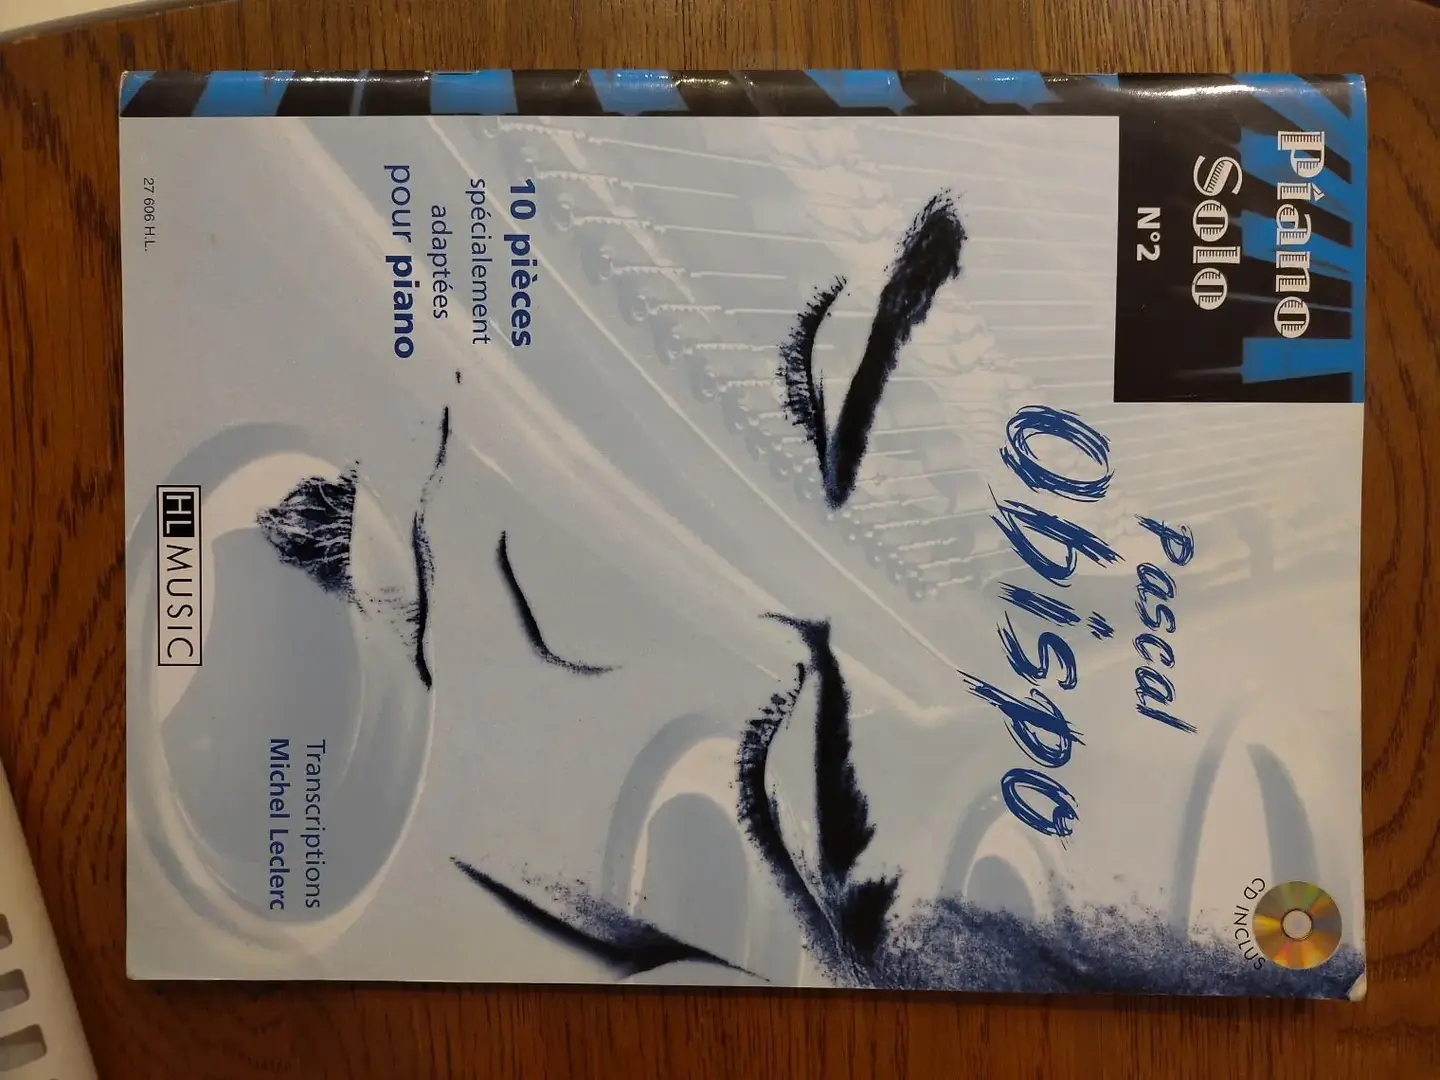 Piano
Solo
N°2
Pascal
Obispo
CD INCLUS
10 pièces
spécialement
adaptées
pour piano
Transcriptions
Michel Leclerc
HL MUSIC
27 606 H.L.